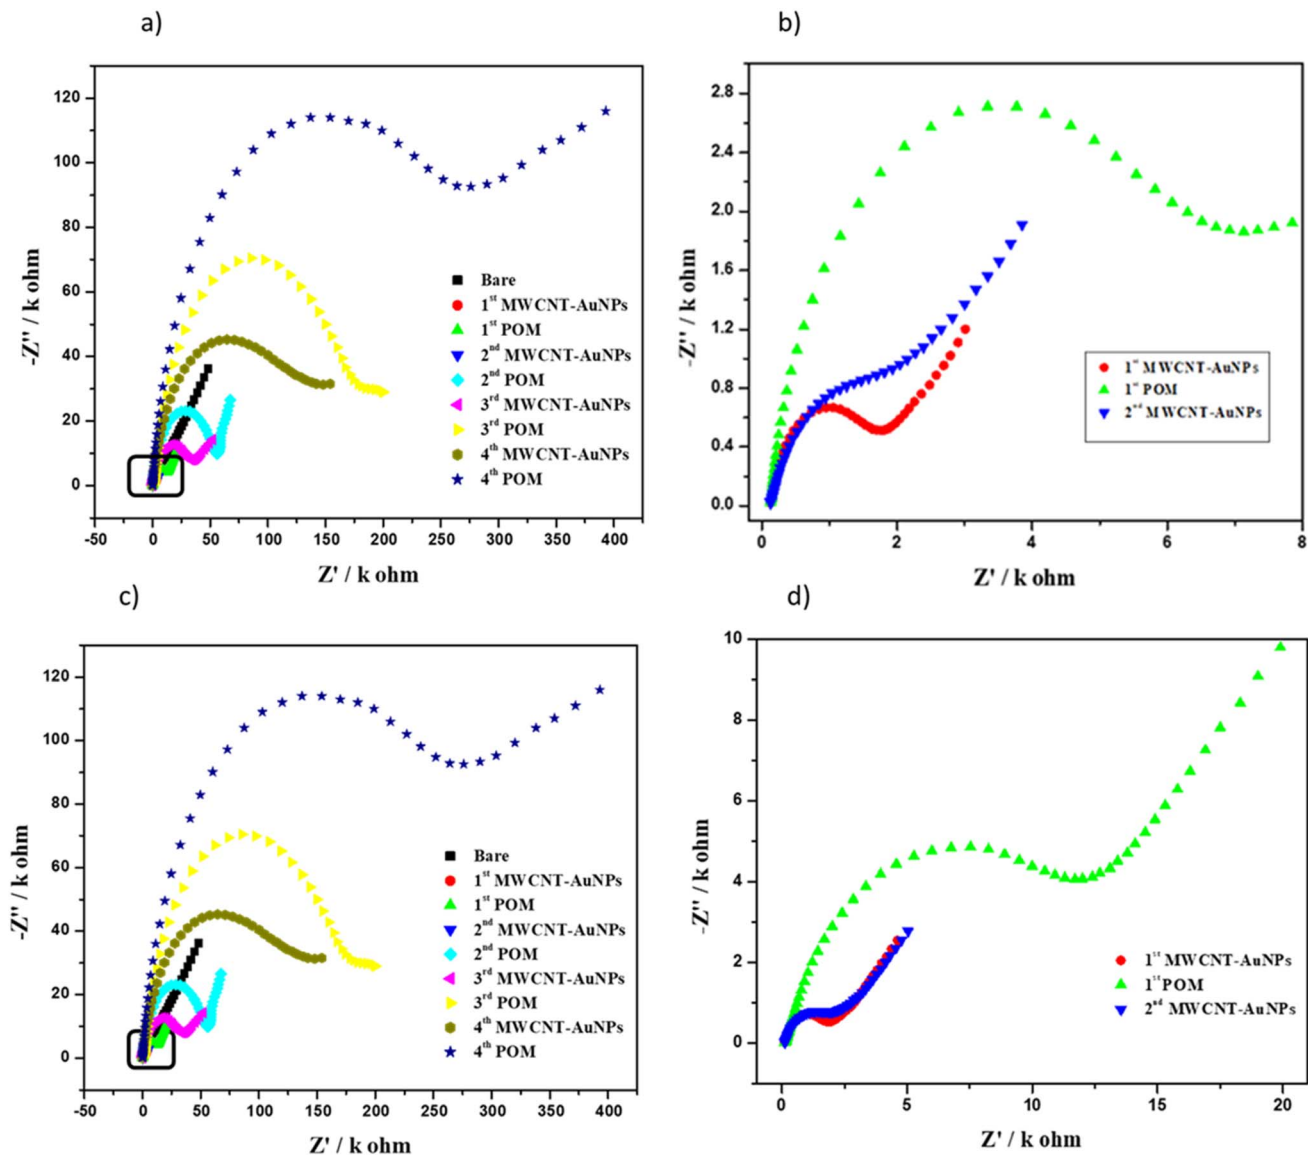 a)
120
100
80
60
40
20
0
-50 0 50 100 150 200 250 300 350 400
-Z'' / k ohm
Z' / k ohm
Bare
1st MWCNT-AuNPs
1st POM
2nd MWCNT-AuNPs
2nd POM
3rd MWCNT-AuNPs
3rd POM
4th MWCNT-AuNPs
4th POM
b)
2.8
2.4
2.0
1.6
1.2
0.8
0.4
0.0
0 2 4 6 8
-Z'' / k ohm
Z' / k ohm
1st MWCNT-AuNPs
1st POM
2nd MWCNT-AuNPs
c)
120
100
80
60
40
20
0
-50 0 50 100 150 200 250 300 350 400
-Z'' / k ohm
Z' / k ohm
Bare
1st MWCNT-AuNPs
1st POM
2nd MWCNT-AuNPs
2nd POM
3rd MWCNT-AuNPs
3rd POM
4th MWCNT-AuNPs
4th POM
d)
10
8
6
4
2
0
0 5 10 15 20
-Z'' / k ohm
Z' / k ohm
1st MWCNT-AuNPs
1st POM
2nd MWCNT-AuNPs